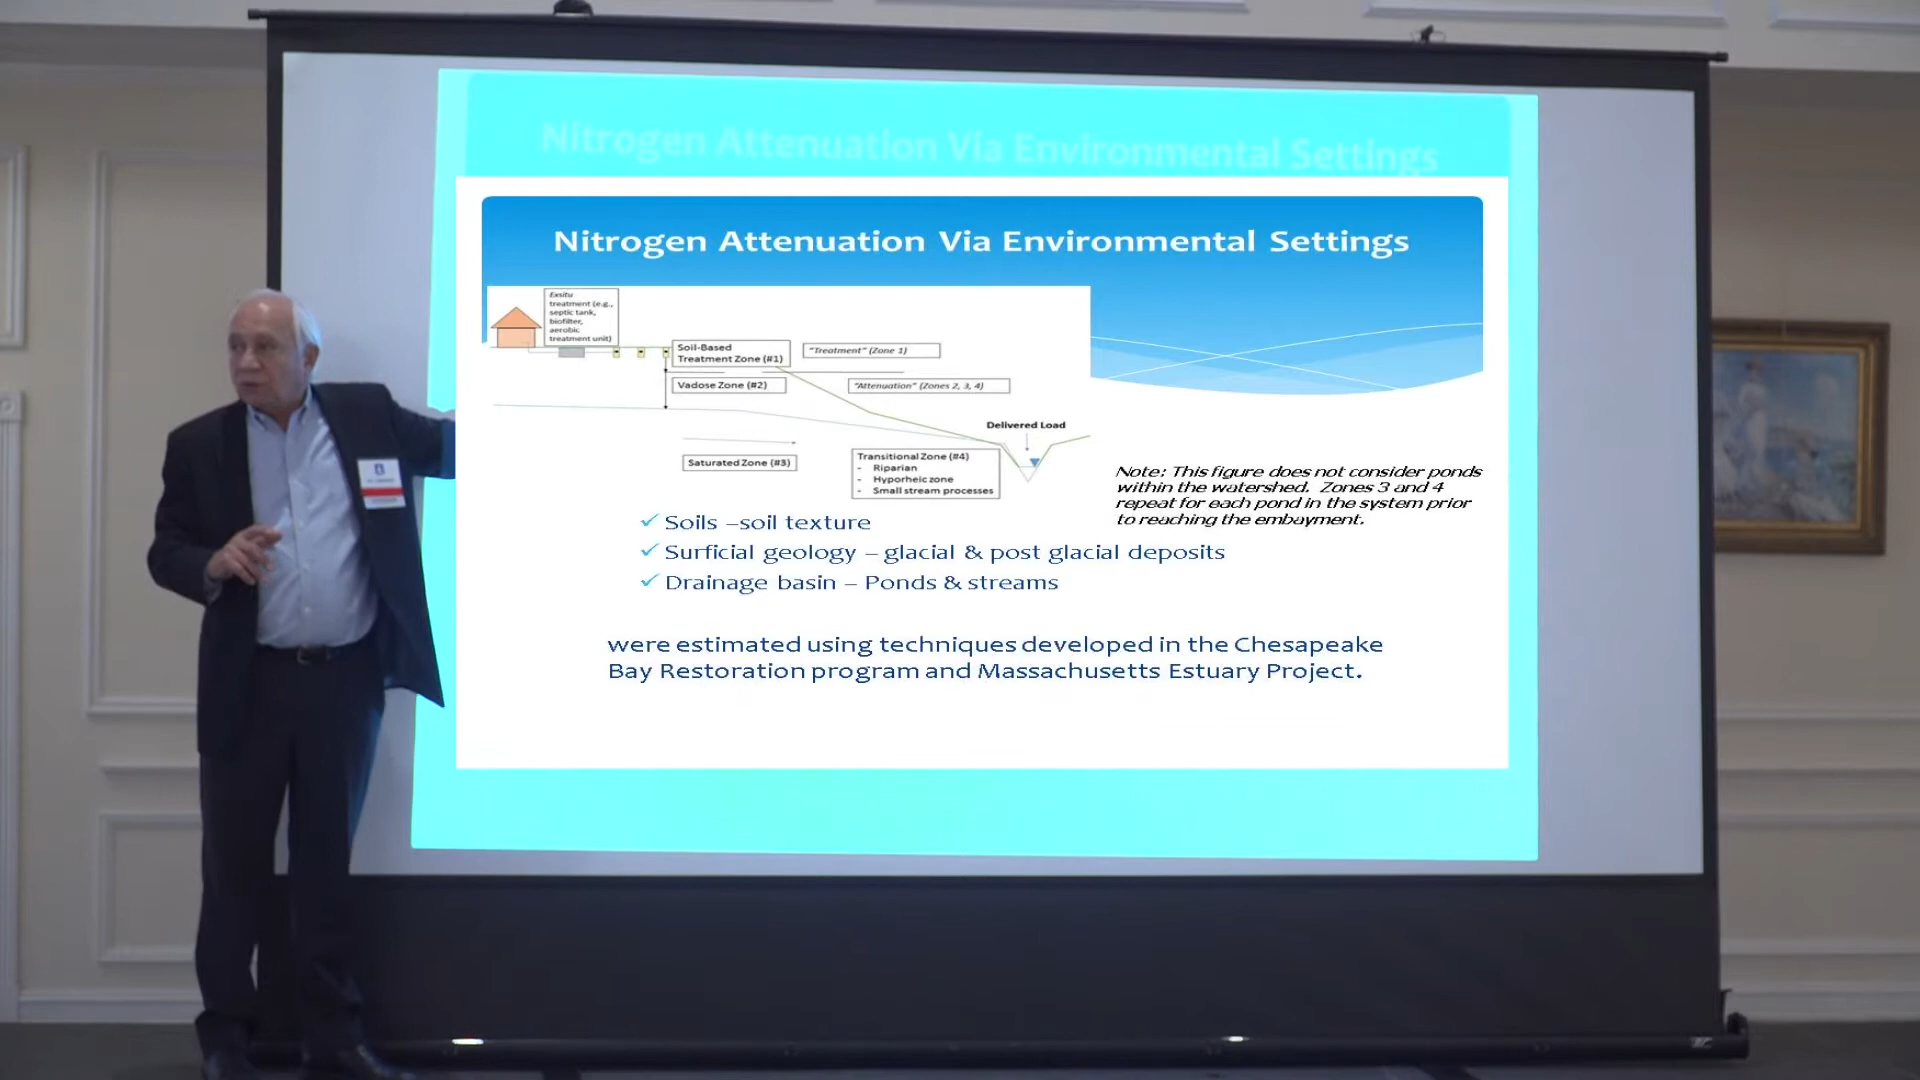 Nitrogen Attenuation Via Environmental Settings
Nitrogen Attenuation Via Environmental Settings
Exsitu
treatment (e.g.,
septic tank,
biofilter,
aerobic
treatment unit)
Soil-Based
Treatment Zone (#1)
"Treatment" (Zone 1)
Vadose Zone (#2)
"Attenuation" (Zones 2, 3, 4)
Delivered Load
Saturated Zone (#3)
Transitional Zone (#4)
- Riparian
- Hyporheic zone
- Small stream processes
Note: This figure does not consider ponds
within the watershed. Zones 3 and 4
repeat for each pond in the system prior
to reaching the embayment.
✓ Soils –soil texture
✓ Surficial geology – glacial & post glacial deposits
✓ Drainage basin – Ponds & streams
were estimated using techniques developed in the Chesapeake
Bay Restoration program and Massachusetts Estuary Project.